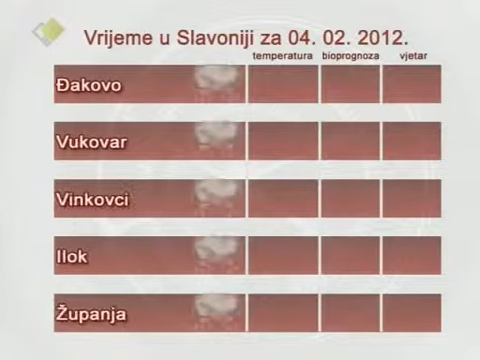 Vrijeme u Slavoniji za 04. 02. 2012.
temperatura bioprognoza vjetar
Đakovo
Vukovar
Vinkovci
Ilok
Županja